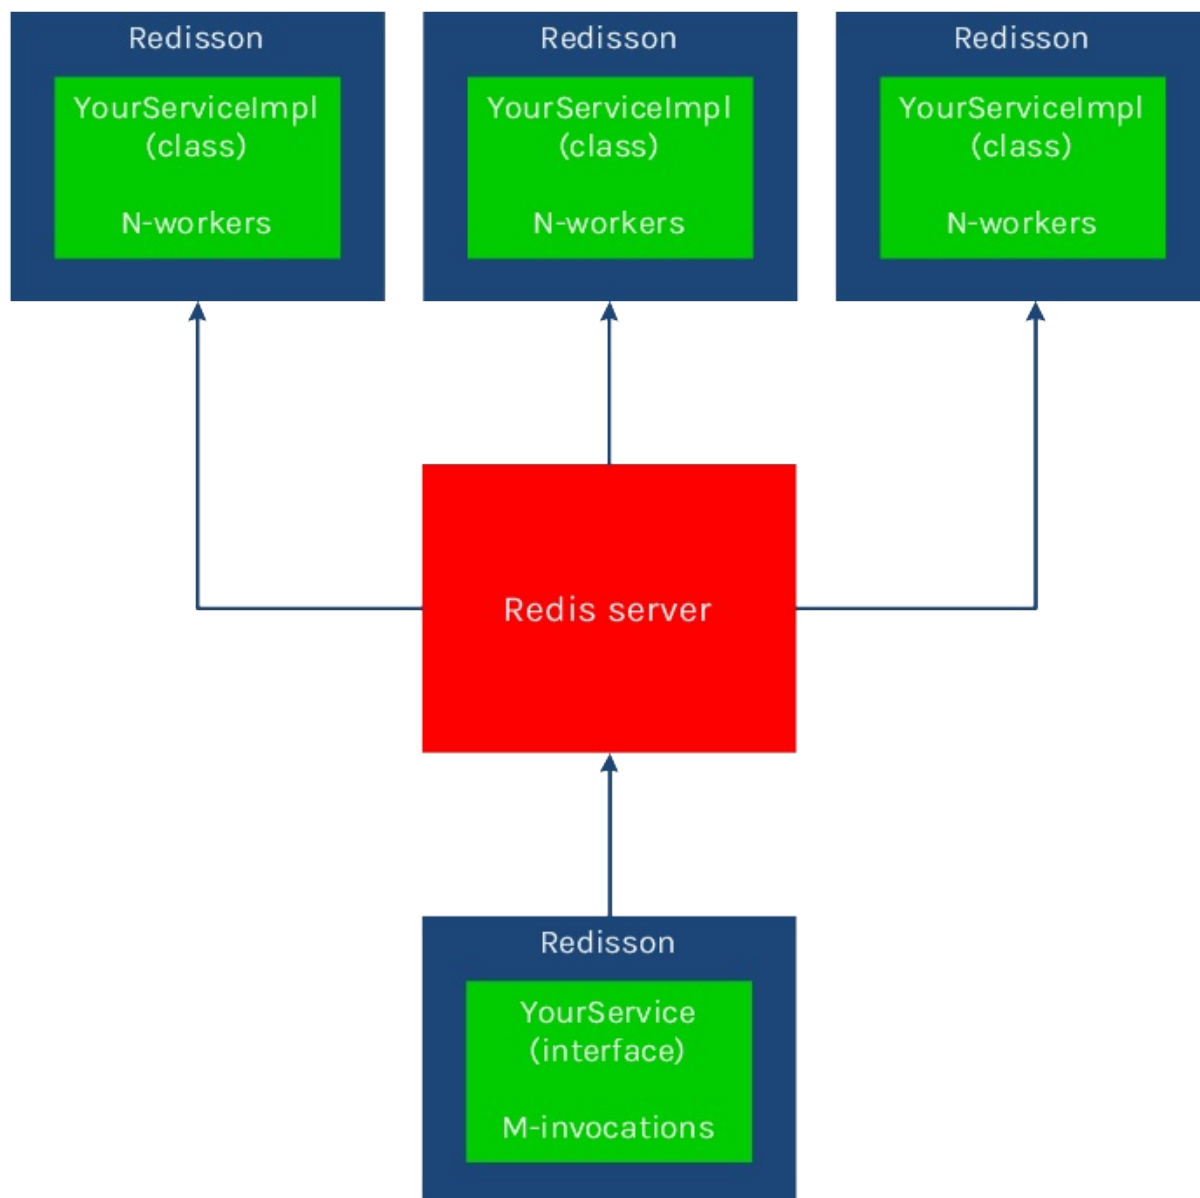 Redisson
YourServiceImpl
(class)
N-workers
Redisson
YourServiceImpl
(class)
N-workers
Redisson
YourServiceImpl
(class)
N-workers
Redis server
Redisson
YourService
(interface)
M-invocations